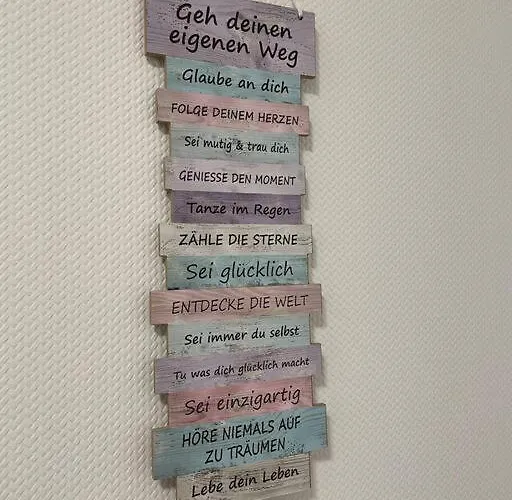 Geh deinen
eigenen Weg
Glaube an dich
FOLGE DEINEM HERZEN
Sei mutig & trau dich
GENIESSE DEN MOMENT
Tanze im Regen
ZÄHLE DIE STERNE
Sei glücklich
ENTDECKE DIE WELT
Sei immer du selbst
Tu was dich glücklich macht
Sei einzigartig
HÖRE NIEMALS AUF
ZU TRÄUMEN
Lebe dein Leben